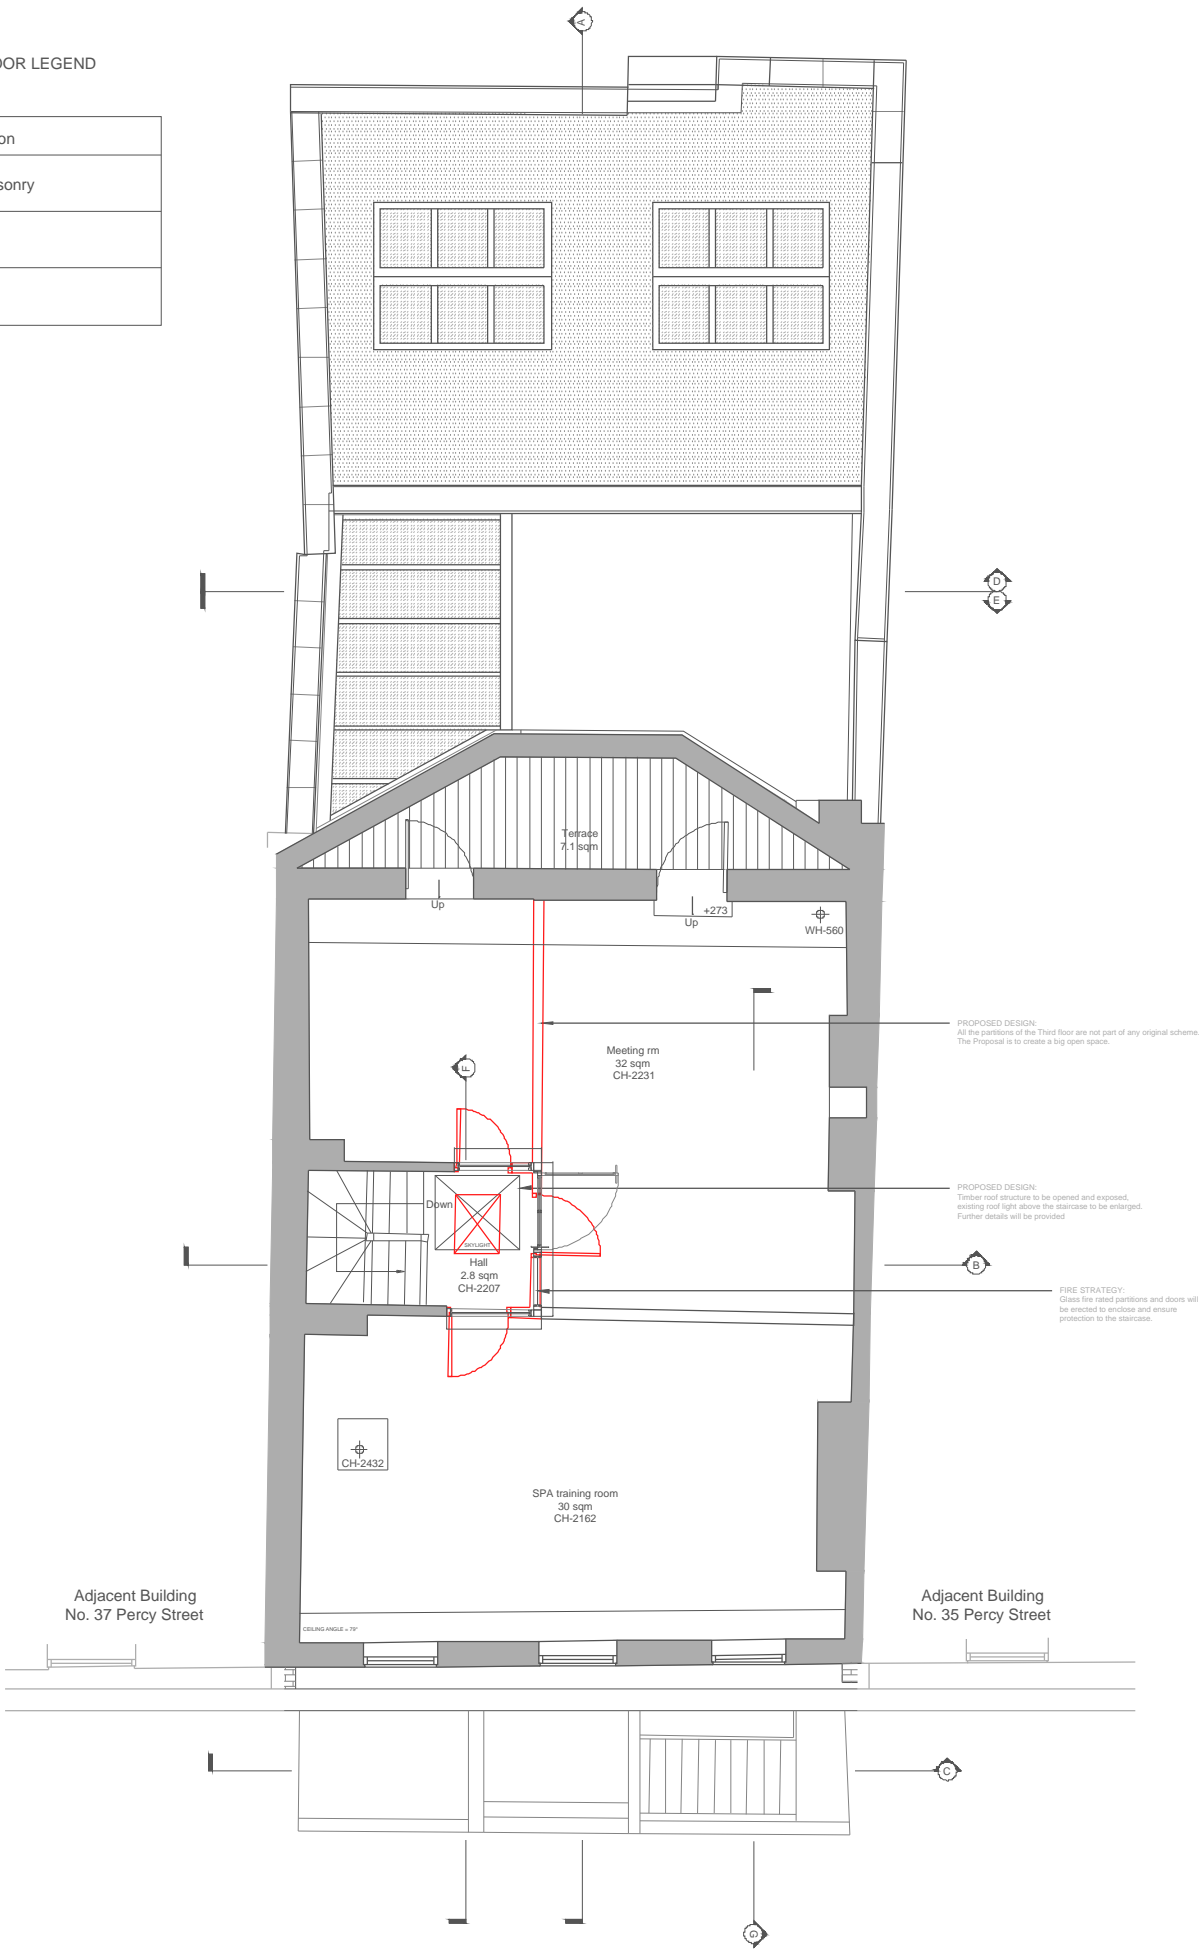 A
OOR LEGEND
on
sonry
D
E
Terrace
7.1 sqm
Up
+273
Up
WH-560
PROPOSED DESIGN:
All the partitions of the Third floor are not part of any original scheme.
The Proposal is to create a big open space.
Meeting rm
32 sqm
CH-2231
F
PROPOSED DESIGN:
Timber roof structure to be opened and exposed,
existing roof light above the staircase to be enlarged.
Further details will be provided
Down
SKYLIGHT
Hall
2.8 sqm
CH-2207
B
FIRE STRATEGY:
Glass fire rated partitions and doors will
be erected to enclose and ensure
protection to the staircase.
CH-2432
SPA training room
30 sqm
CH-2162
Adjacent Building
No. 37 Percy Street
Adjacent Building
No. 35 Percy Street
CEILING ANGLE = 79°
C
G